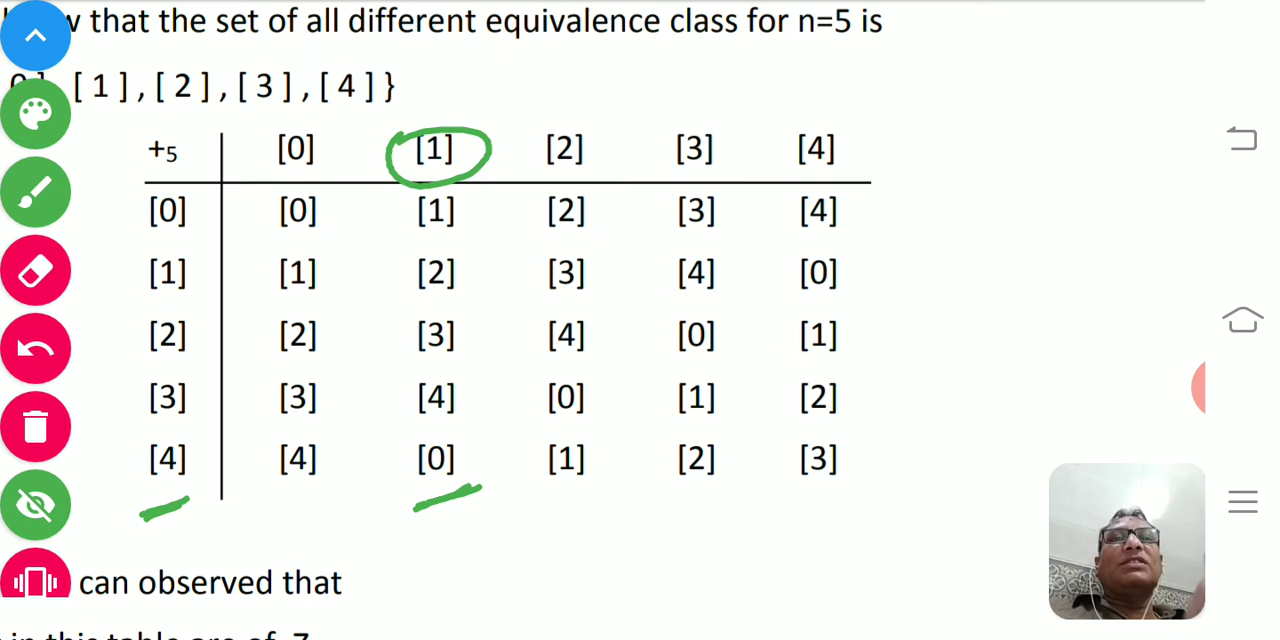 that the set of all different equivalence class for n=5 is
[ 1 ] , [ 2 ] , [ 3 ] , [ 4 ] }
+5 [0] [1] [2] [3] [4]
[0] [0] [1] [2] [3] [4]
[1] [1] [2] [3] [4] [0]
[2] [2] [3] [4] [0] [1]
[3] [3] [4] [0] [1] [2]
[4] [4] [0] [1] [2] [3]
can observed that